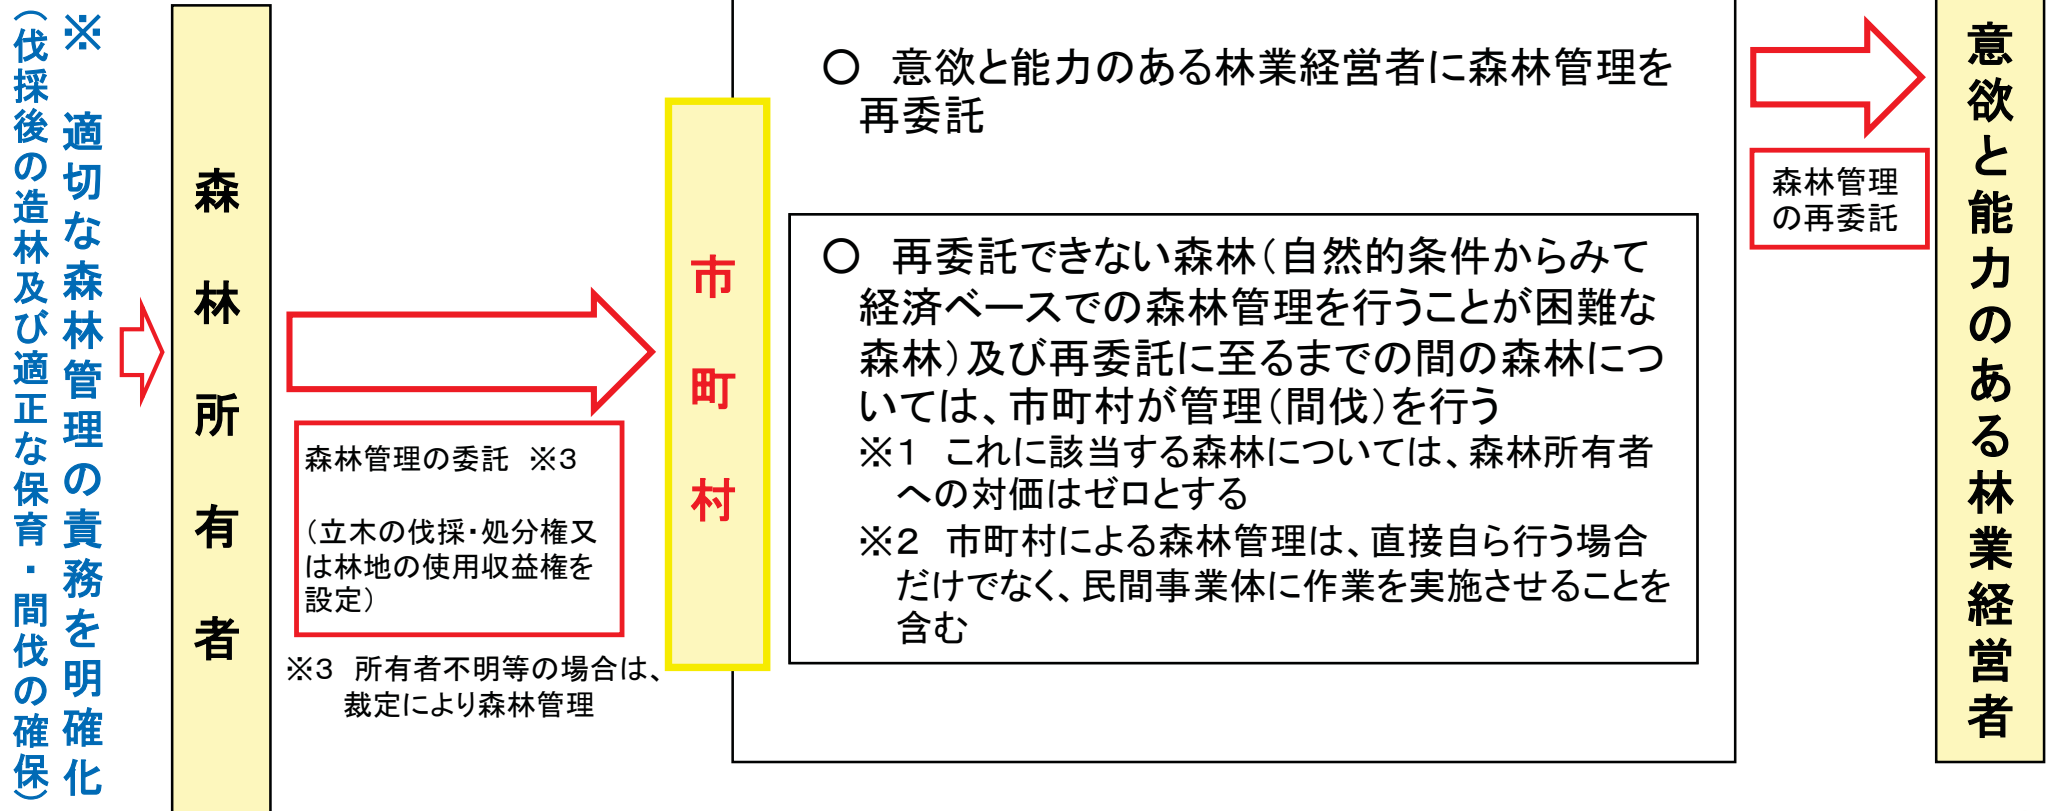 ※　適切な森林管理の責務を明確化
（伐採後の造林及び適正な保育・間伐の確保）
森林所有者
森林管理の委託　※3
（立木の伐採・処分権又
は林地の使用収益権を
設定）
※3　所有者不明等の場合は、
裁定により森林管理
市町村
○　意欲と能力のある林業経営者に森林管理を
再委託
○　再委託できない森林（自然的条件からみて
経済ベースでの森林管理を行うことが困難な
森林）及び再委託に至るまでの間の森林につ
いては、市町村が管理（間伐）を行う
※1　これに該当する森林については、森林所有者
への対価はゼロとする
※2　市町村による森林管理は、直接自ら行う場合
だけでなく、民間事業体に作業を実施させることを
含む
森林管理
の再委託
意欲と能力のある林業経営者